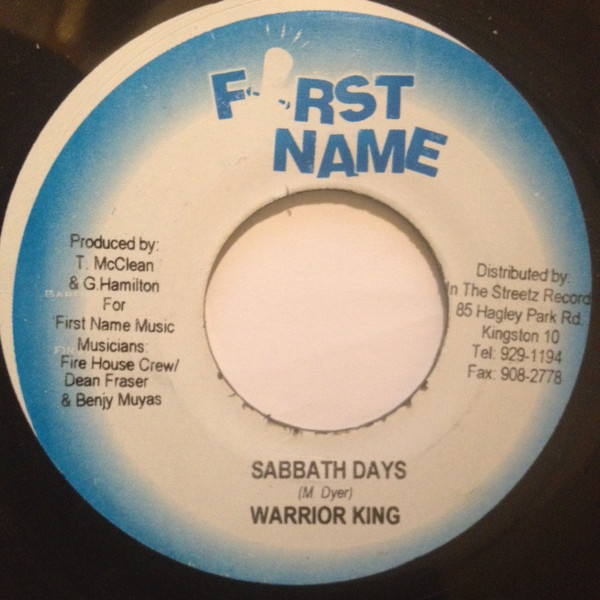 FIRST
NAME
Produced by:
T. McClean
& G.Hamilton
For
First Name Music
Musicians:
Fire House Crew/
Dean Fraser
& Benjy Muyas
Distributed by:
In The Streetz Record
85 Hagley Park Rd.
Kingston 10
Tel: 929-1194
Fax: 908-2778
SABBATH DAYS
(M. Dyer)
WARRIOR KING